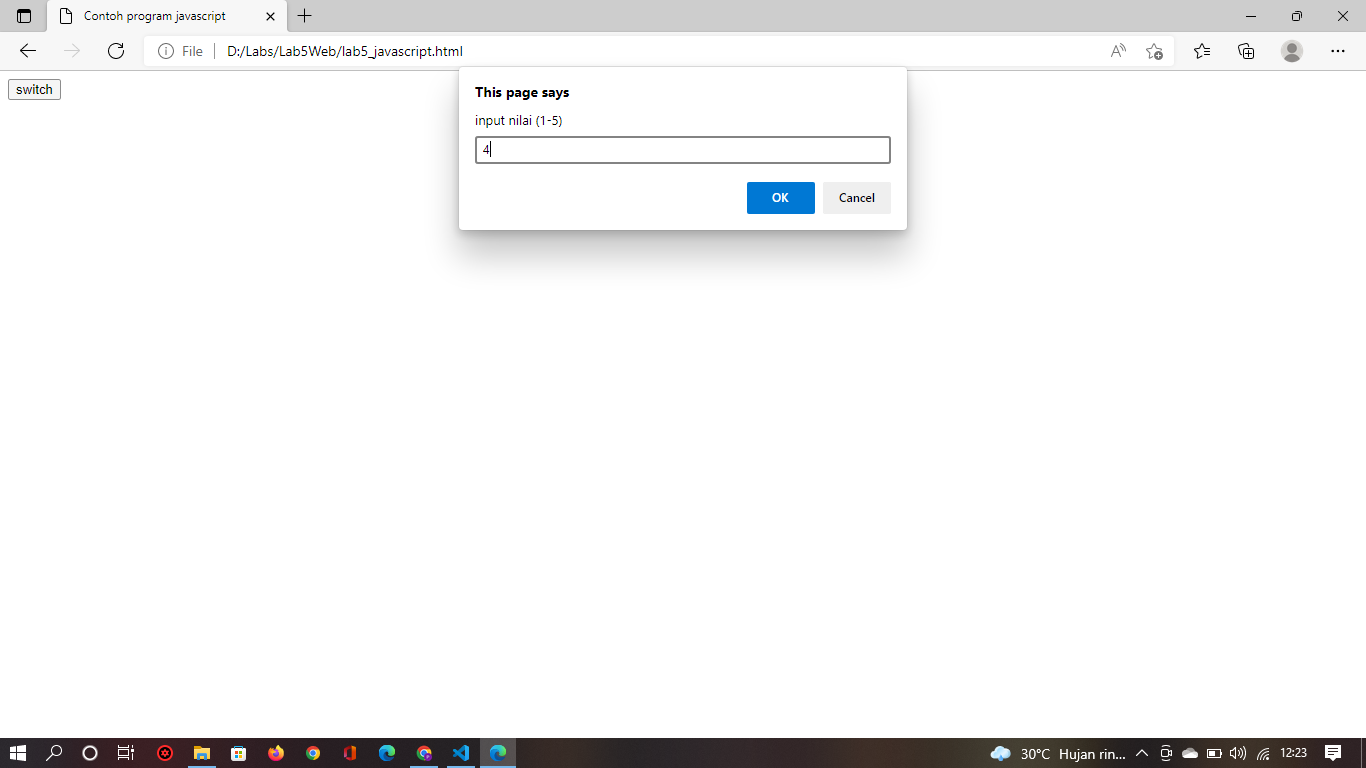 Contoh program javascript
File
D:/Labs/Lab5Web/lab5_javascript.html
switch
This page says
input nilai (1-5)
4
OK
Cancel
30°C Hujan rin...
12:23